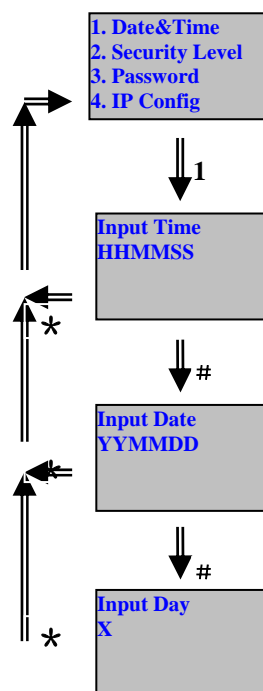 1. Date&Time
2. Security Level
3. Password
4. IP Config
1
Input Time
HHMMSS
*
#
Input Date
YYMMDD
*
#
Input Day
X
*